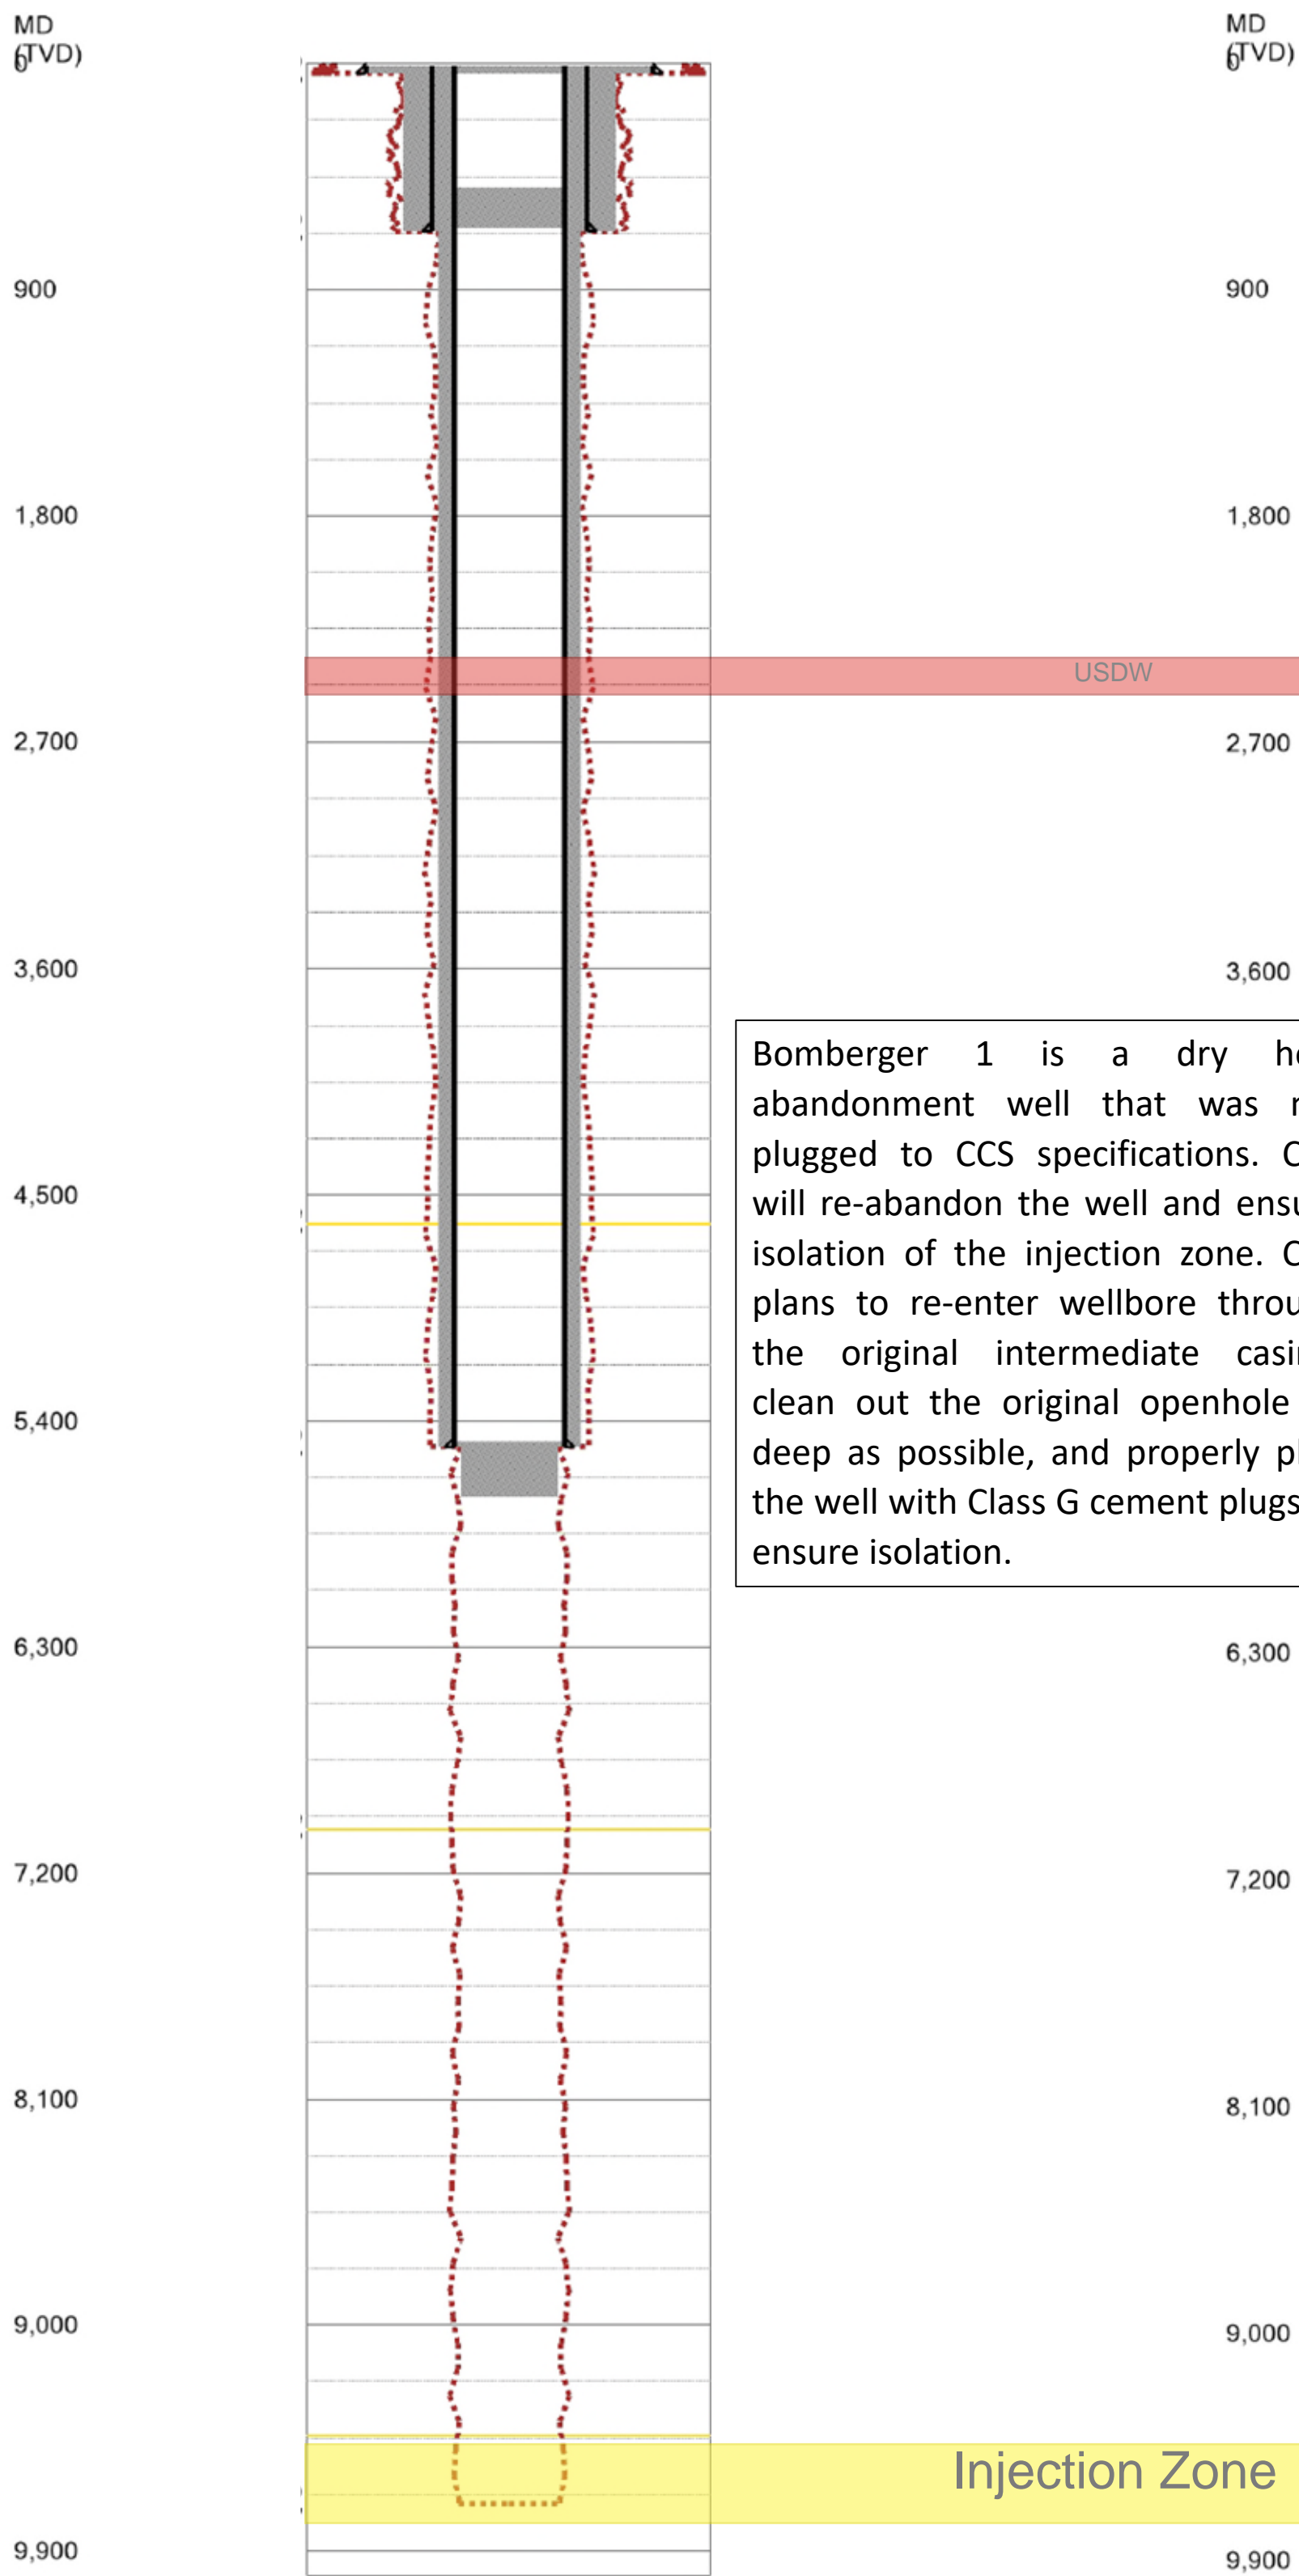 MD
(TVD)
0
900
1,800
2,700
3,600
4,500
5,400
6,300
7,200
8,100
9,000
9,900
USDW
Bomberger 1 is a dry
abandonment well that was
plugged to CCS specifications.
will re-abandon the well and
isolation of the injection zone.
plans to re-enter wellbore
the original intermediate
clean out the original openhole
deep as possible, and properly
the well with Class G cement plugs
ensure isolation.
Injection Zone
MD
(TVD)
0
900
1,800
2,700
3,600
6,300
7,200
8,100
9,000
9,900